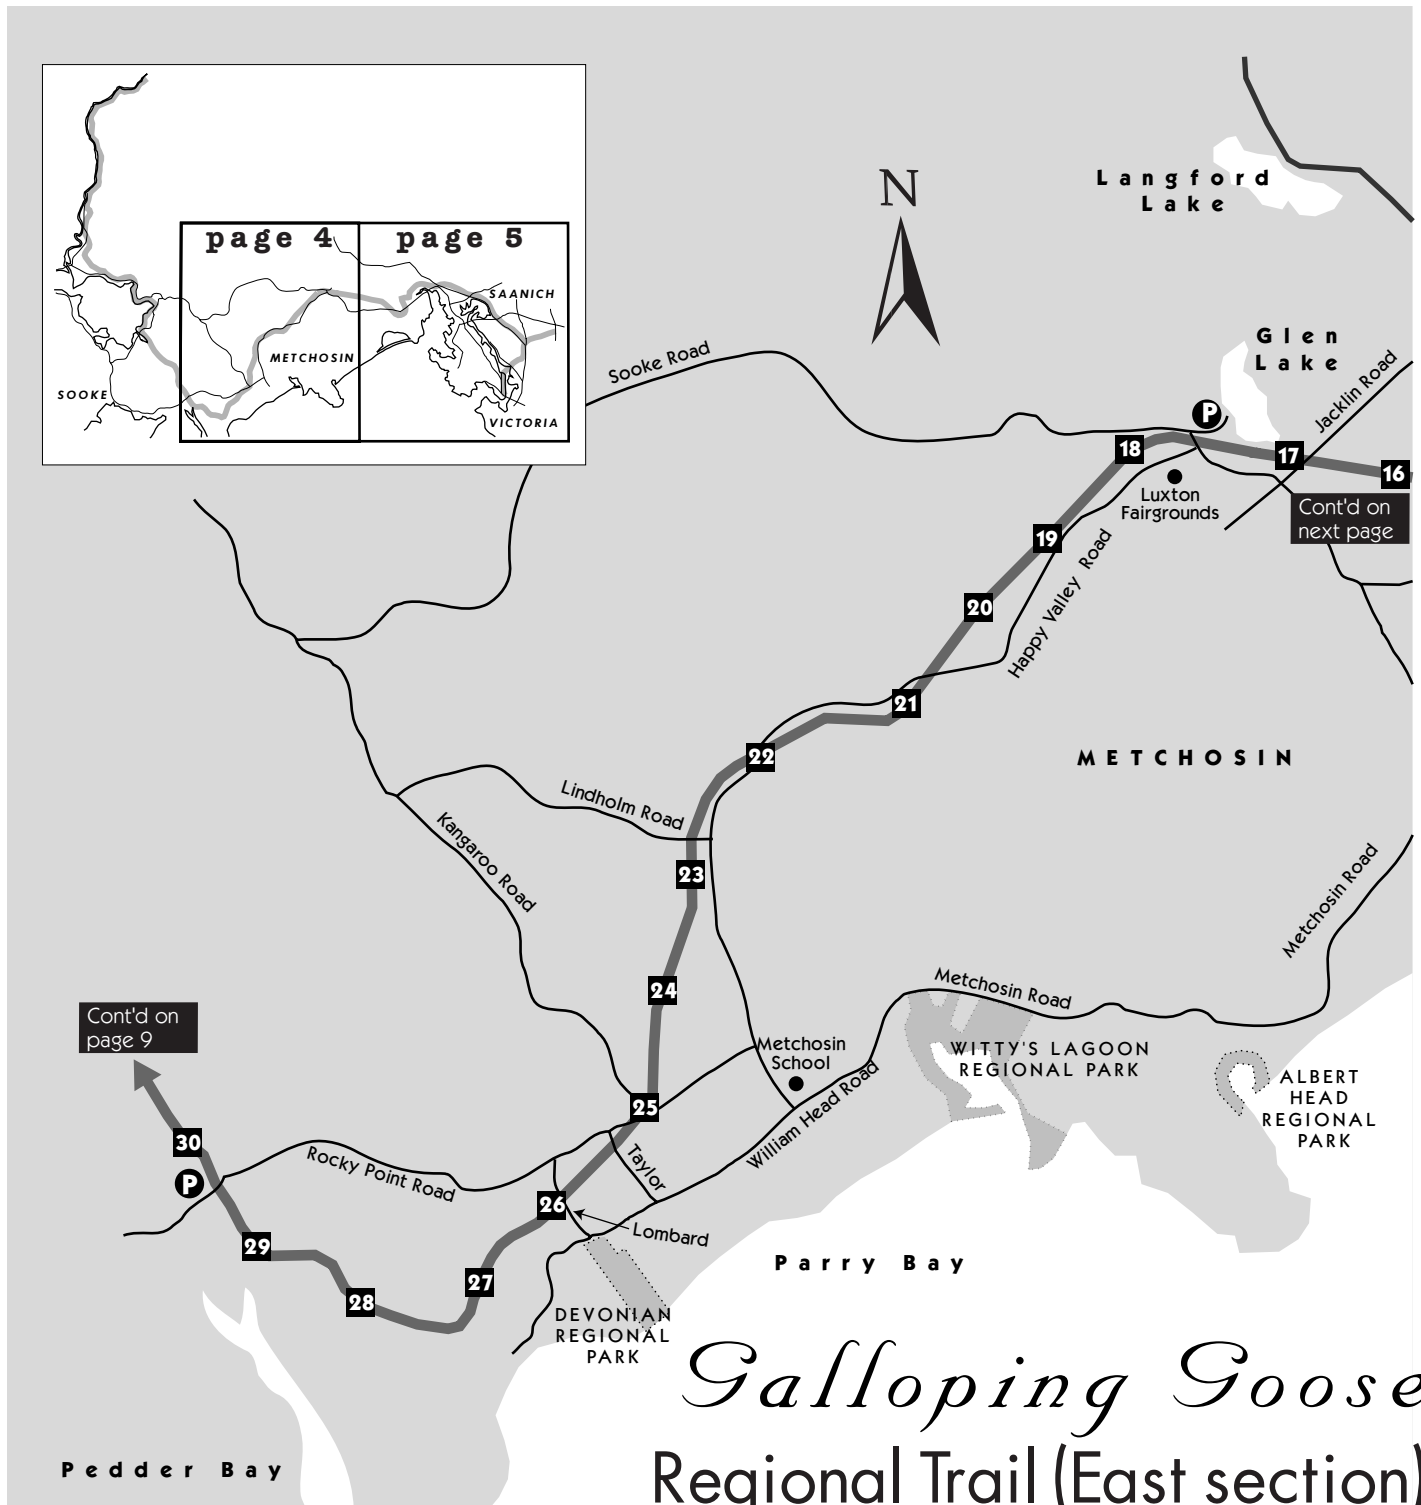 page 4
page 5
SAANICH
METCHOSIN
SOOKE
VICTORIA
N
Langford
Lake
Glen
Lake
Sooke Road
Jacklin Road
P
18
17
16
Luxton
Fairgrounds
Cont'd on
next page
19
Happy Valley Road
20
21
22
METCHOSIN
Lindholm Road
Kangaroo Road
23
Metchosin Road
24
Metchosin Road
Cont'd on
page 9
Metchosin
School
WITTY'S LAGOON
REGIONAL PARK
ALBERT
HEAD
REGIONAL
PARK
25
William Head Road
30
P
Rocky Point Road
Taylor
26
Lombard
29
27
28
Parry Bay
DEVONIAN
REGIONAL
PARK
Galloping Goose
Regional Trail (East section)
Pedder Bay